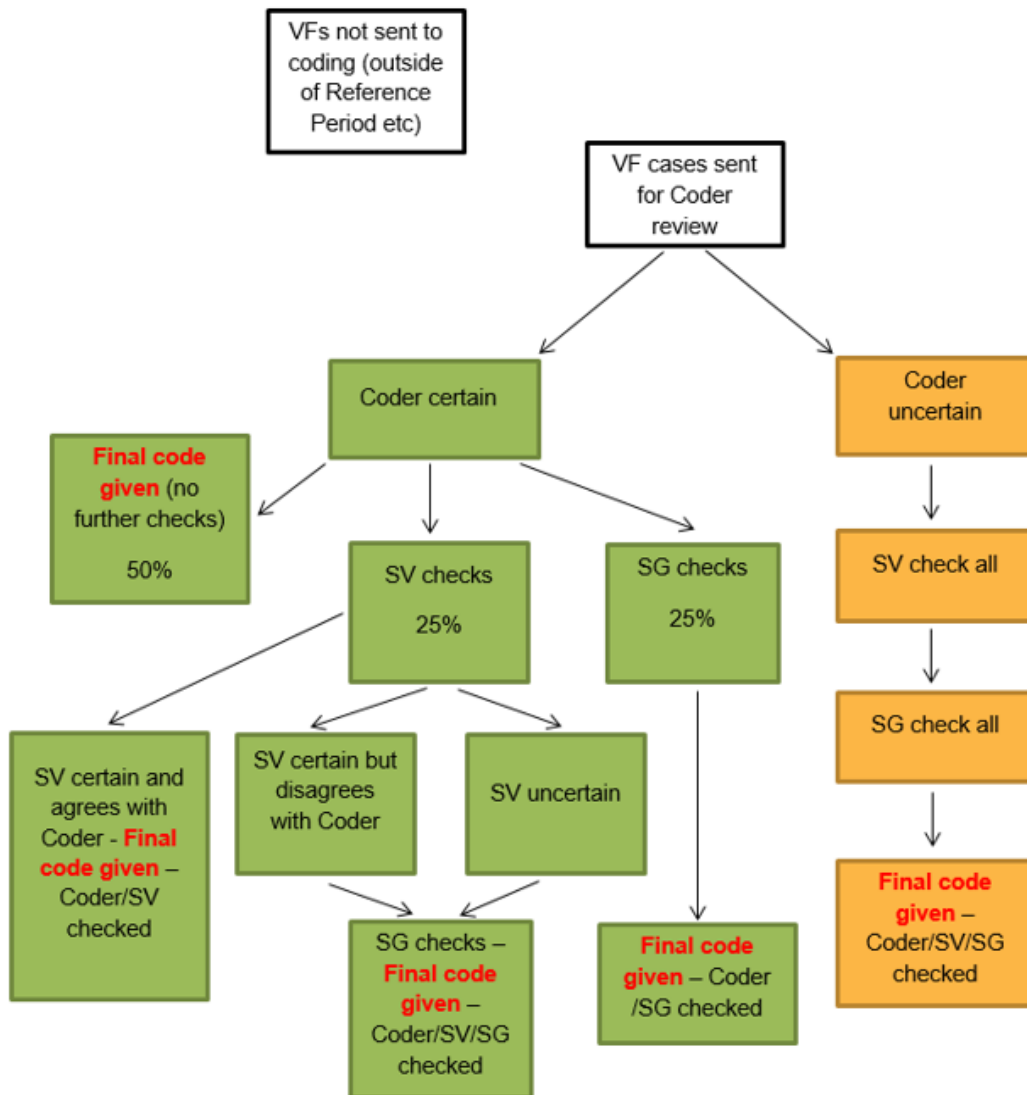 VFs not sent to
coding (outside
of Reference
Period etc)
VF cases sent
for Coder
review
Coder certain
Coder
uncertain
Final code
given (no
further checks)
50%
SV checks
25%
SG checks
25%
SV check all
SG check all
SV certain and
agrees with
Coder - Final
code given –
Coder/SV
checked
SV certain but
disagrees
with Coder
SV uncertain
SG checks –
Final code
given –
Coder/SV/SG
checked
Final code
given – Coder
/SG checked
Final code
given –
Coder/SV/SG
checked